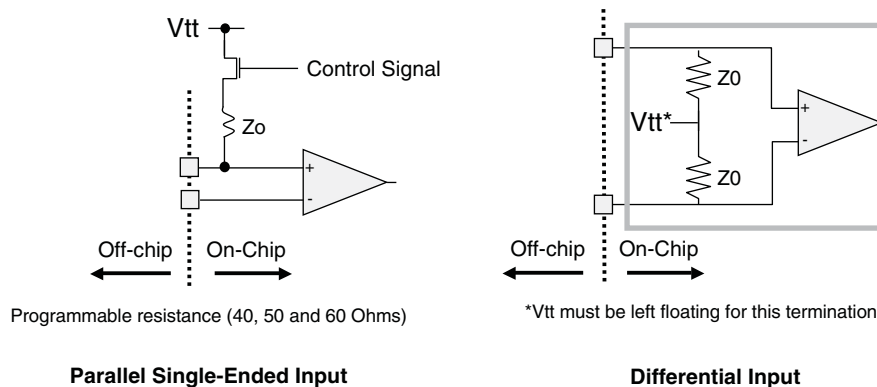 Vtt
Control Signal
Zo
+
-
Off-chip
On-Chip
Programmable resistance (40, 50 and 60 Ohms)
Parallel Single-Ended Input
Z0
Vtt*
+
-
Z0
Off-chip
On-Chip
*Vtt must be left floating for this termination
Differential Input